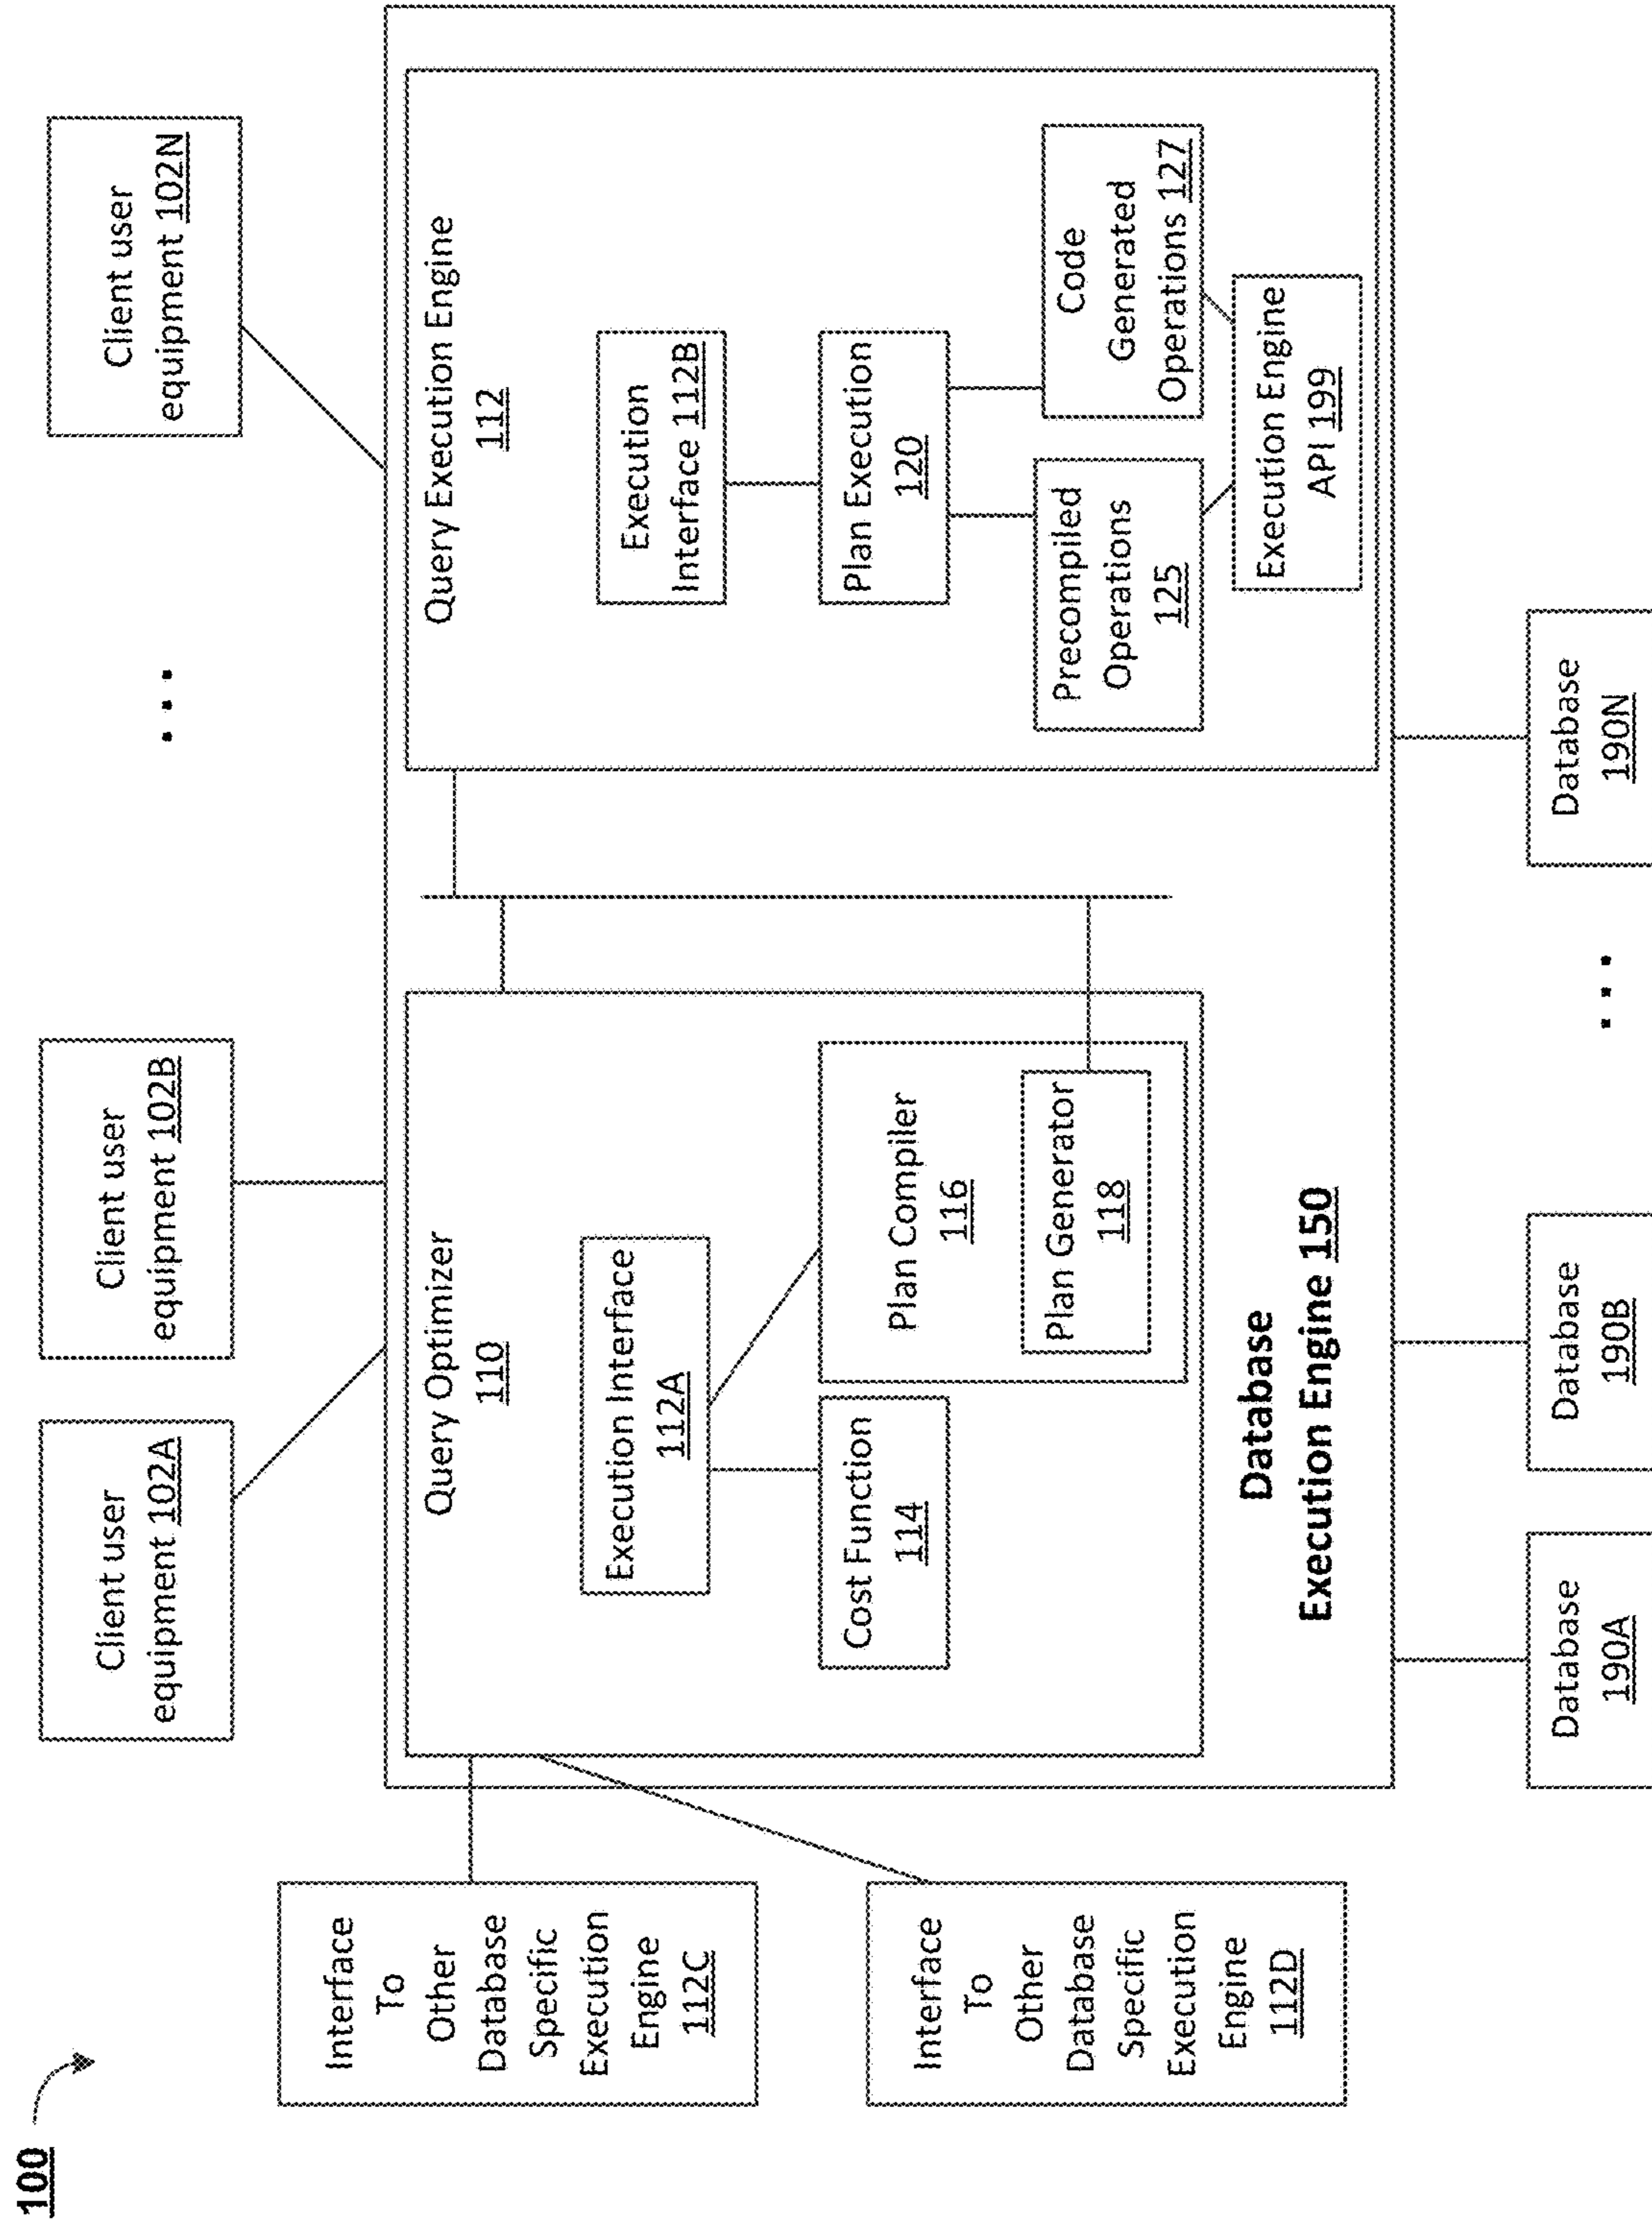 100
Client user
equipment 102A
Client user
equipment 102B
...
Client user
equipment 102N
Interface
To
Other
Database
Specific
Execution
Engine
112C
Interface
To
Other
Database
Specific
Execution
Engine
112D
Query Optimizer
110
Execution Interface
112A
Cost Function
114
Plan Compiler
116
Plan Generator
118
Database
Execution Engine 150
Query Execution Engine
112
Execution
Interface 112B
Plan Execution
120
Precompiled
Operations
125
Code
Generated
Operations 127
Execution Engine
API 199
Database
190A
Database
190B
...
Database
190N